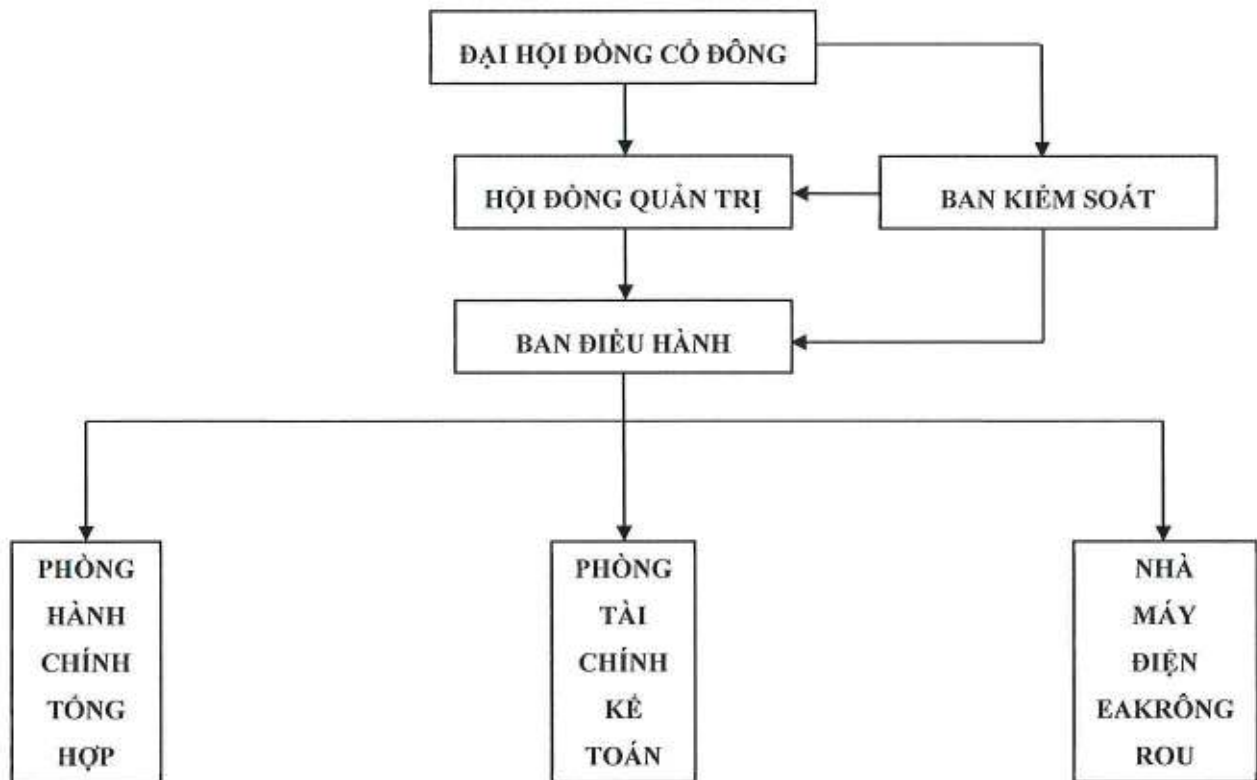 ĐẠI HỘI ĐỒNG CỔ ĐÔNG
HỘI ĐỒNG QUẢN TRỊ
BAN KIỂM SOÁT
BAN ĐIỀU HÀNH
PHÒNG
HÀNH
CHÍNH
TỔNG
HỢP
PHÒNG
TÀI
CHÍNH
KẾ
TOÁN
NHÀ
MÁY
ĐIỆN
EAKRÔNG
ROU